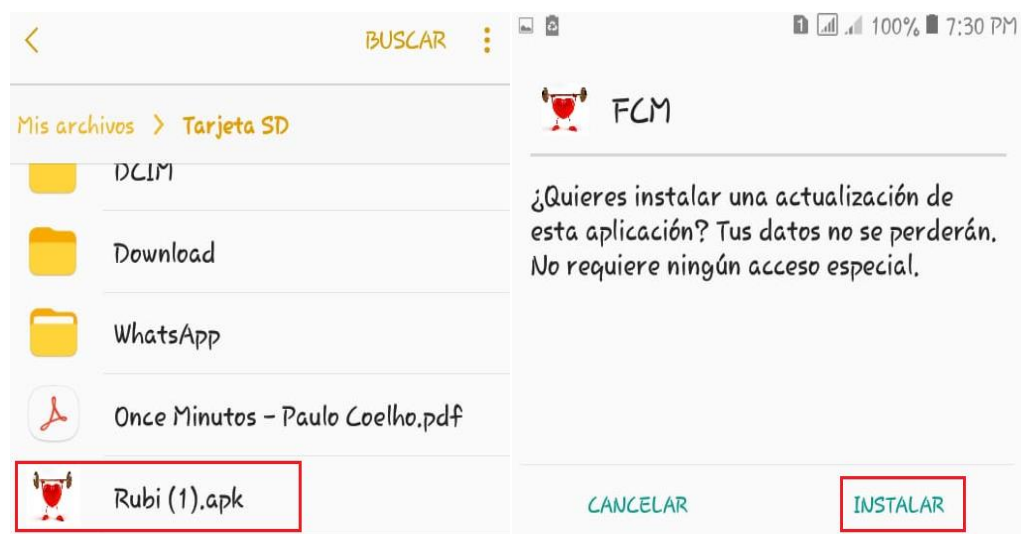 BUSCAR
Mis archivos > Tarjeta SD
DCIM
Download
WhatsApp
Once Minutos - Paulo Coelho.pdf
Rubi (1).apk
1 100% 7:30 PM
FCM
¿Quieres instalar una actualización de
esta aplicación? Tus datos no se perderán.
No requiere ningún acceso especial.
CANCELAR
INSTALAR